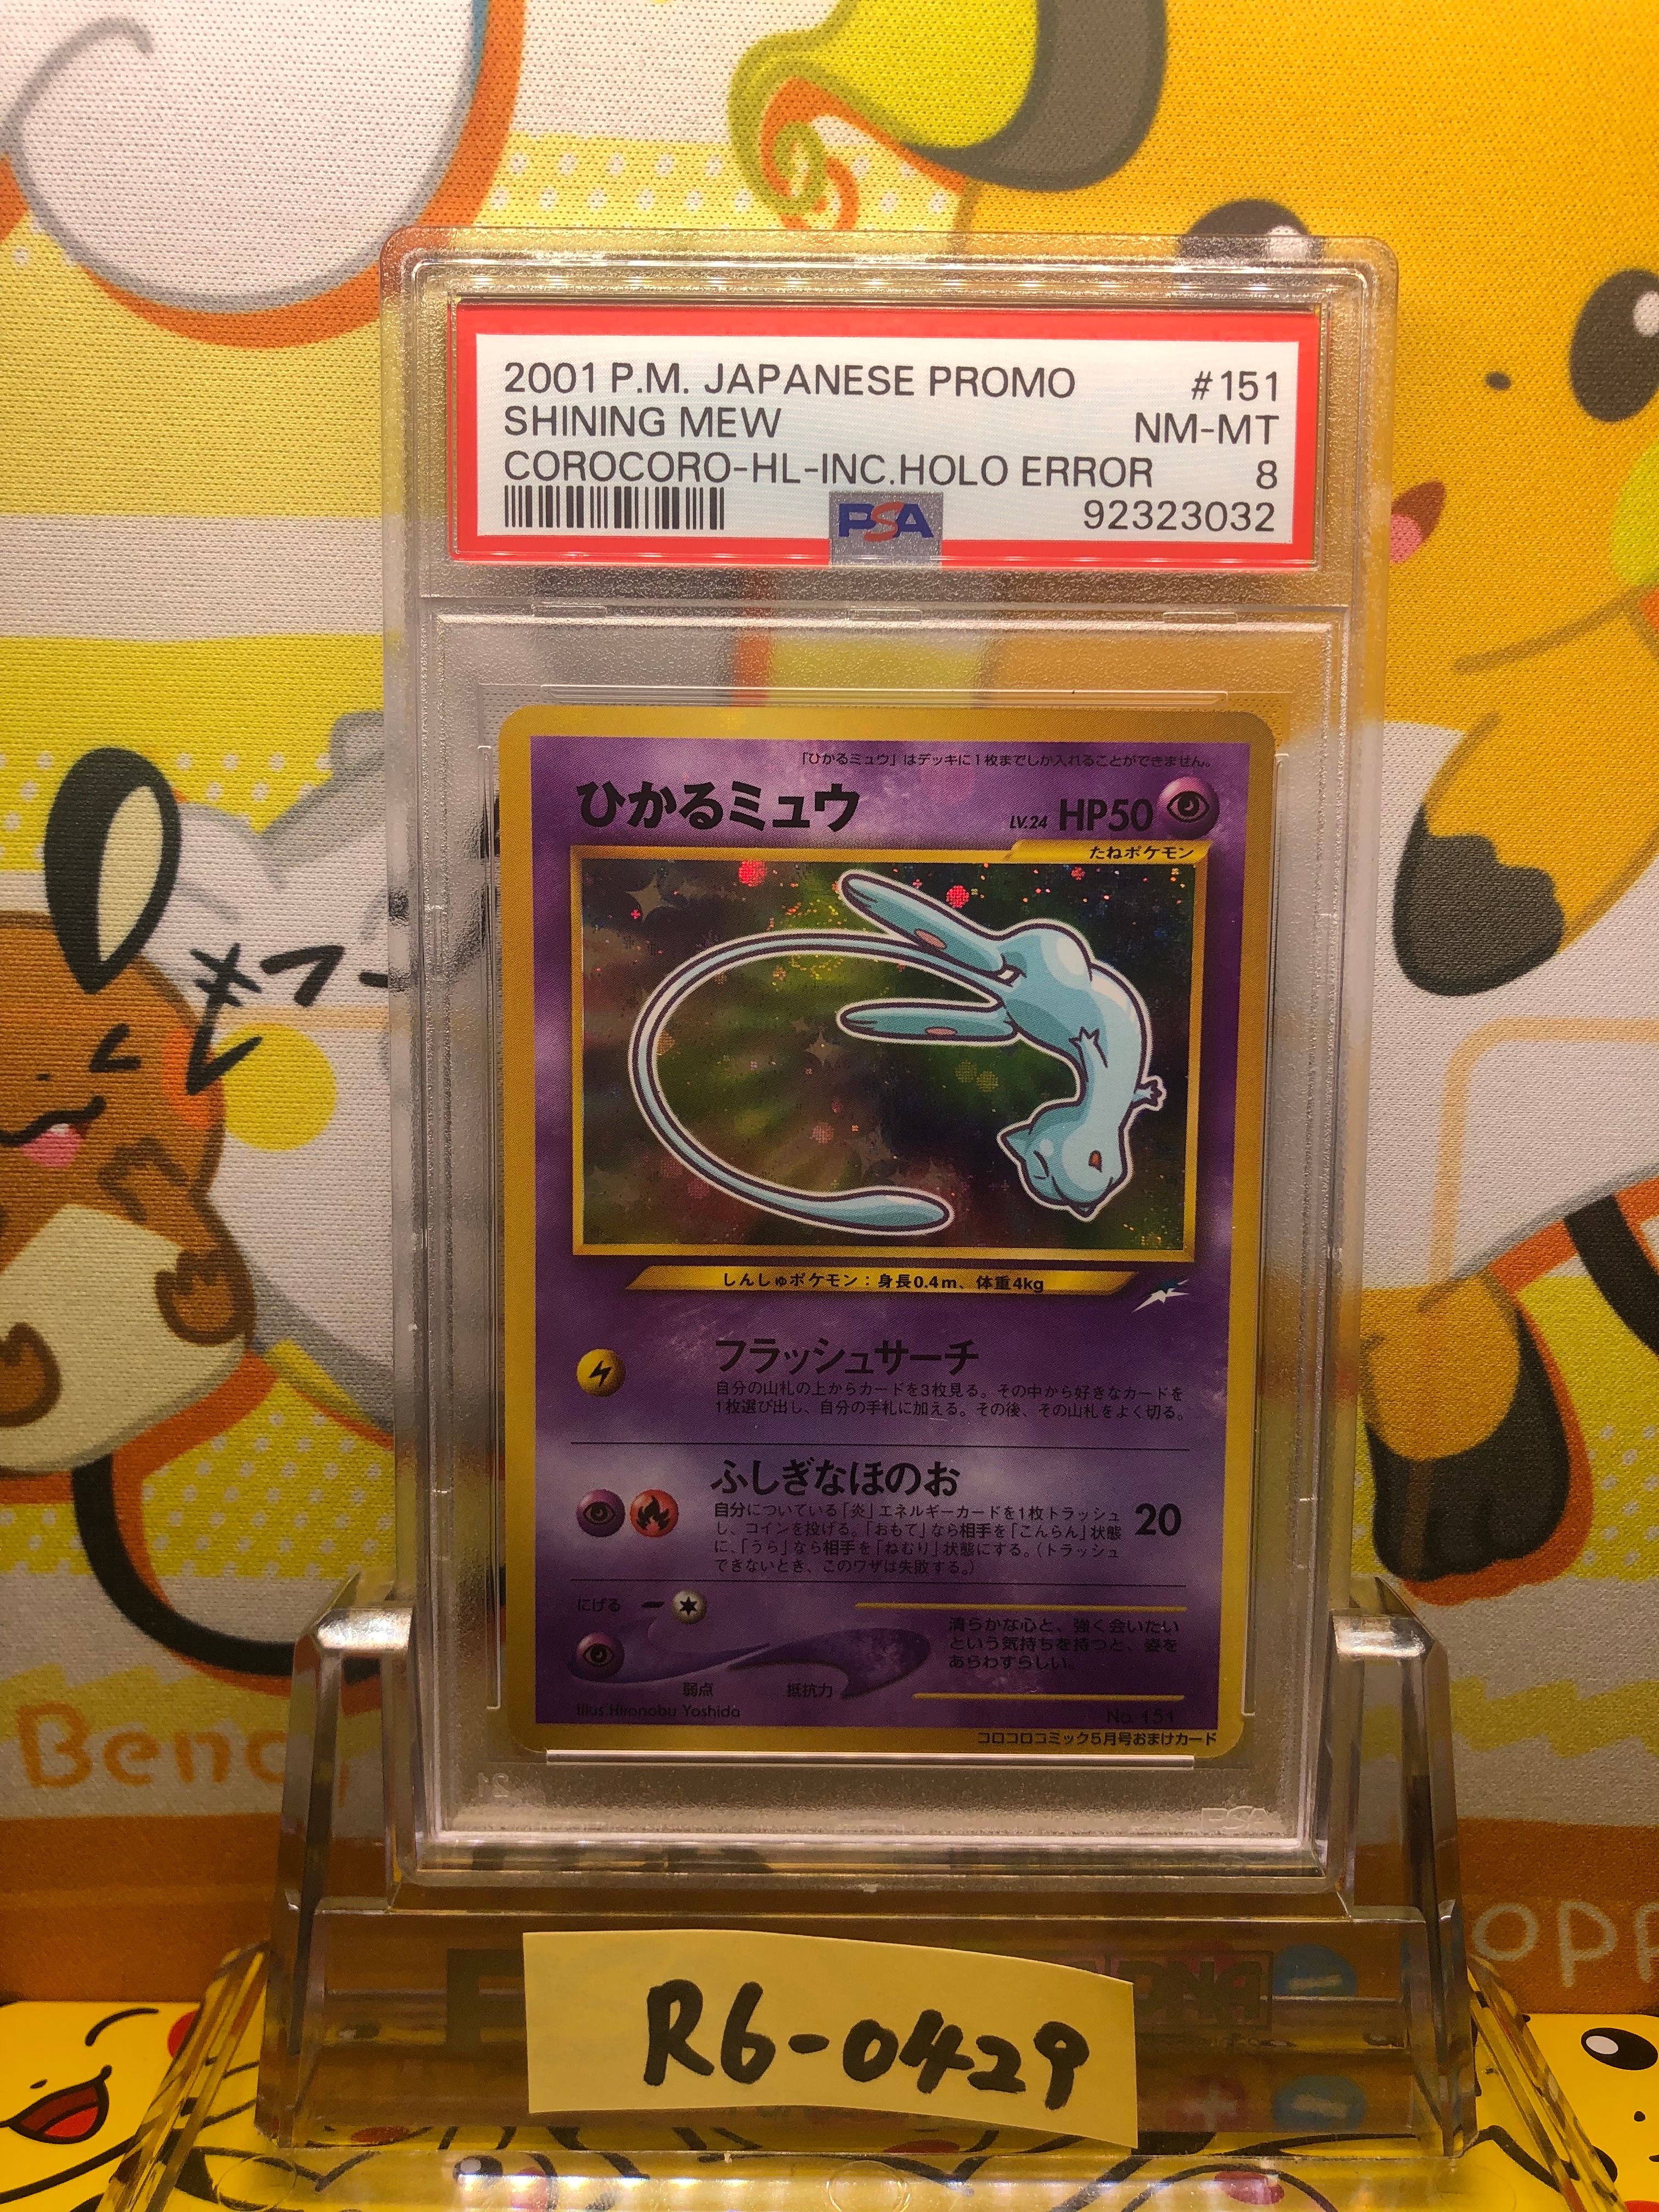 2001 P.M. JAPANESE PROMO #151
SHINING MEW NM-MT
COROCORO-HL-INC.HOLO ERROR 8
PSA 92323032
「ひかるミュウ」はデッキに1枚までしか入れることができません。
ひかるミュウ LV.24 HP50
たねポケモン
しんしゅポケモン：身長0.4m、体重4kg
フラッシュサーチ
自分の山札の上からカードを3枚見る。その中から好きなカードを
1枚選び出し、自分の手札に加える。その後、その山札をよく切る。
ふしぎなほのお
自分についている「炎」エネルギーカードを1枚トラッシュ
し、コインを投げる。「おもて」なら相手を「こんらん」状態
に、「うら」なら相手を「ねむり」状態にする。（トラッシュ
できないとき、このワザは失敗する。）
20
にげる
清らかな心と、強く会いたい
という気持ちを持つと、姿を
あらわすらしい。
弱点 抵抗力
Illus.Hironobu Yoshida No.151
コロコロコミック5月号おまけカード
PSA
R6-0429